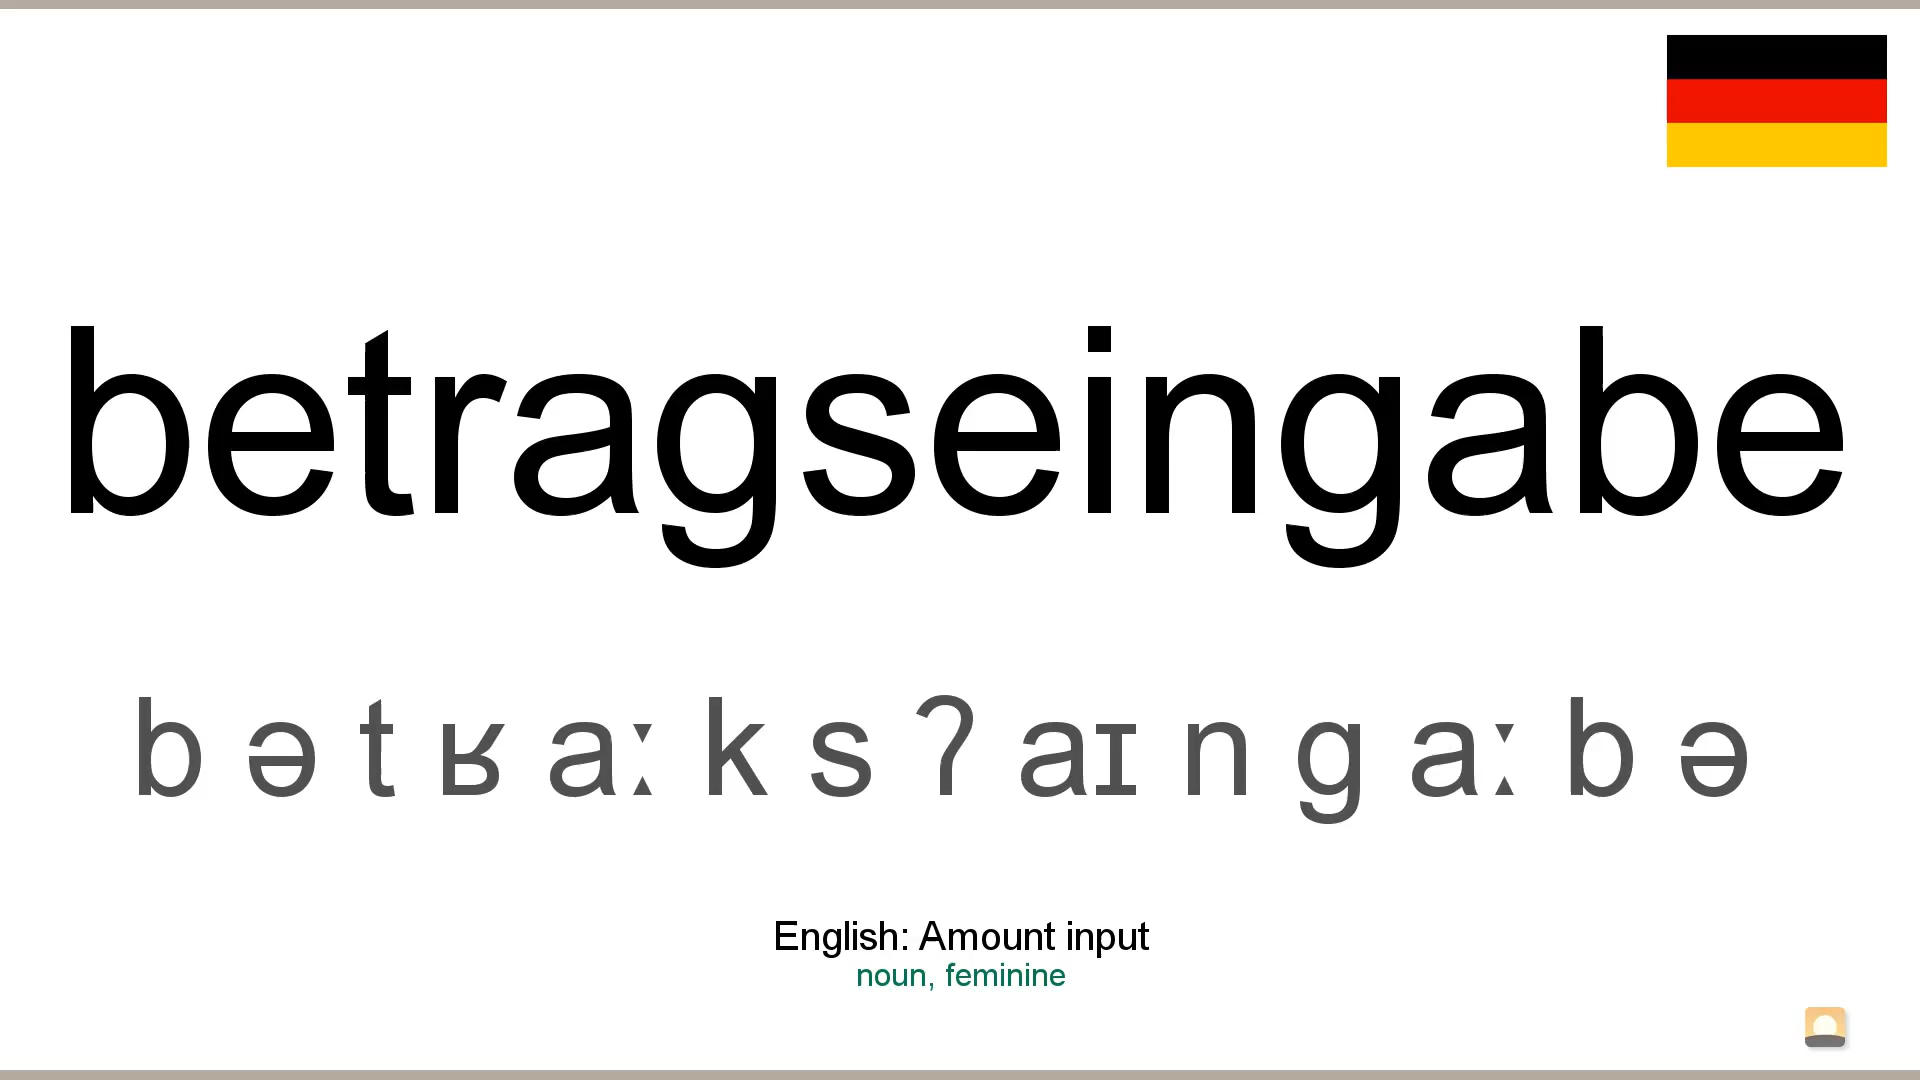 betragseingabe
b ə t ʁ aː k s ʔ aɪ n g aː b ə
English: Amount input
noun, feminine